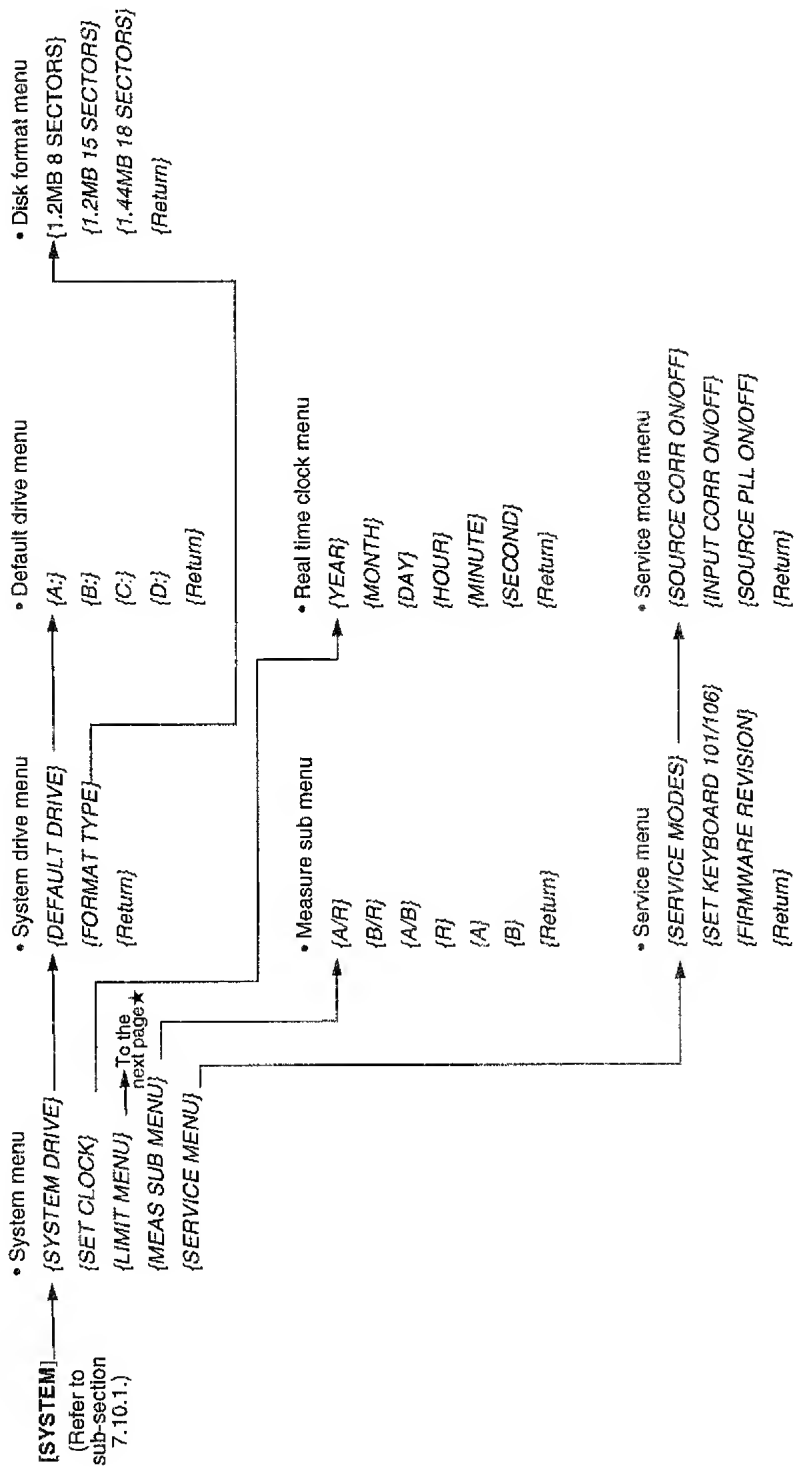 [SYSTEM]
(Refer to
sub-section
7.10.1.)
• System menu
{SYSTEM DRIVE}
{SET CLOCK}
{LIMIT MENU}
To the
next page★
{MEAS SUB MENU}
{SERVICE MENU}
• System drive menu
{DEFAULT DRIVE}
{FORMAT TYPE}
{Return}
• Default drive menu
{A:}
{B:}
{C:}
{D:}
{Return}
• Disk format menu
{1.2MB 8 SECTORS}
{1.2MB 15 SECTORS}
{1.44MB 18 SECTORS}
{Return}
• Real time clock menu
{YEAR}
{MONTH}
{DAY}
{HOUR}
{MINUTE}
{SECOND}
{Return}
• Measure sub menu
{A/R}
{B/R}
{A/B}
{R}
{A}
{B}
{Return}
• Service menu
{SERVICE MODES}
{SET KEYBOARD 101/106}
{FIRMWARE REVISION}
{Return}
• Service mode menu
{SOURCE CORR ON/OFF}
{INPUT CORR ON/OFF}
{SOURCE PLL ON/OFF}
{Return}